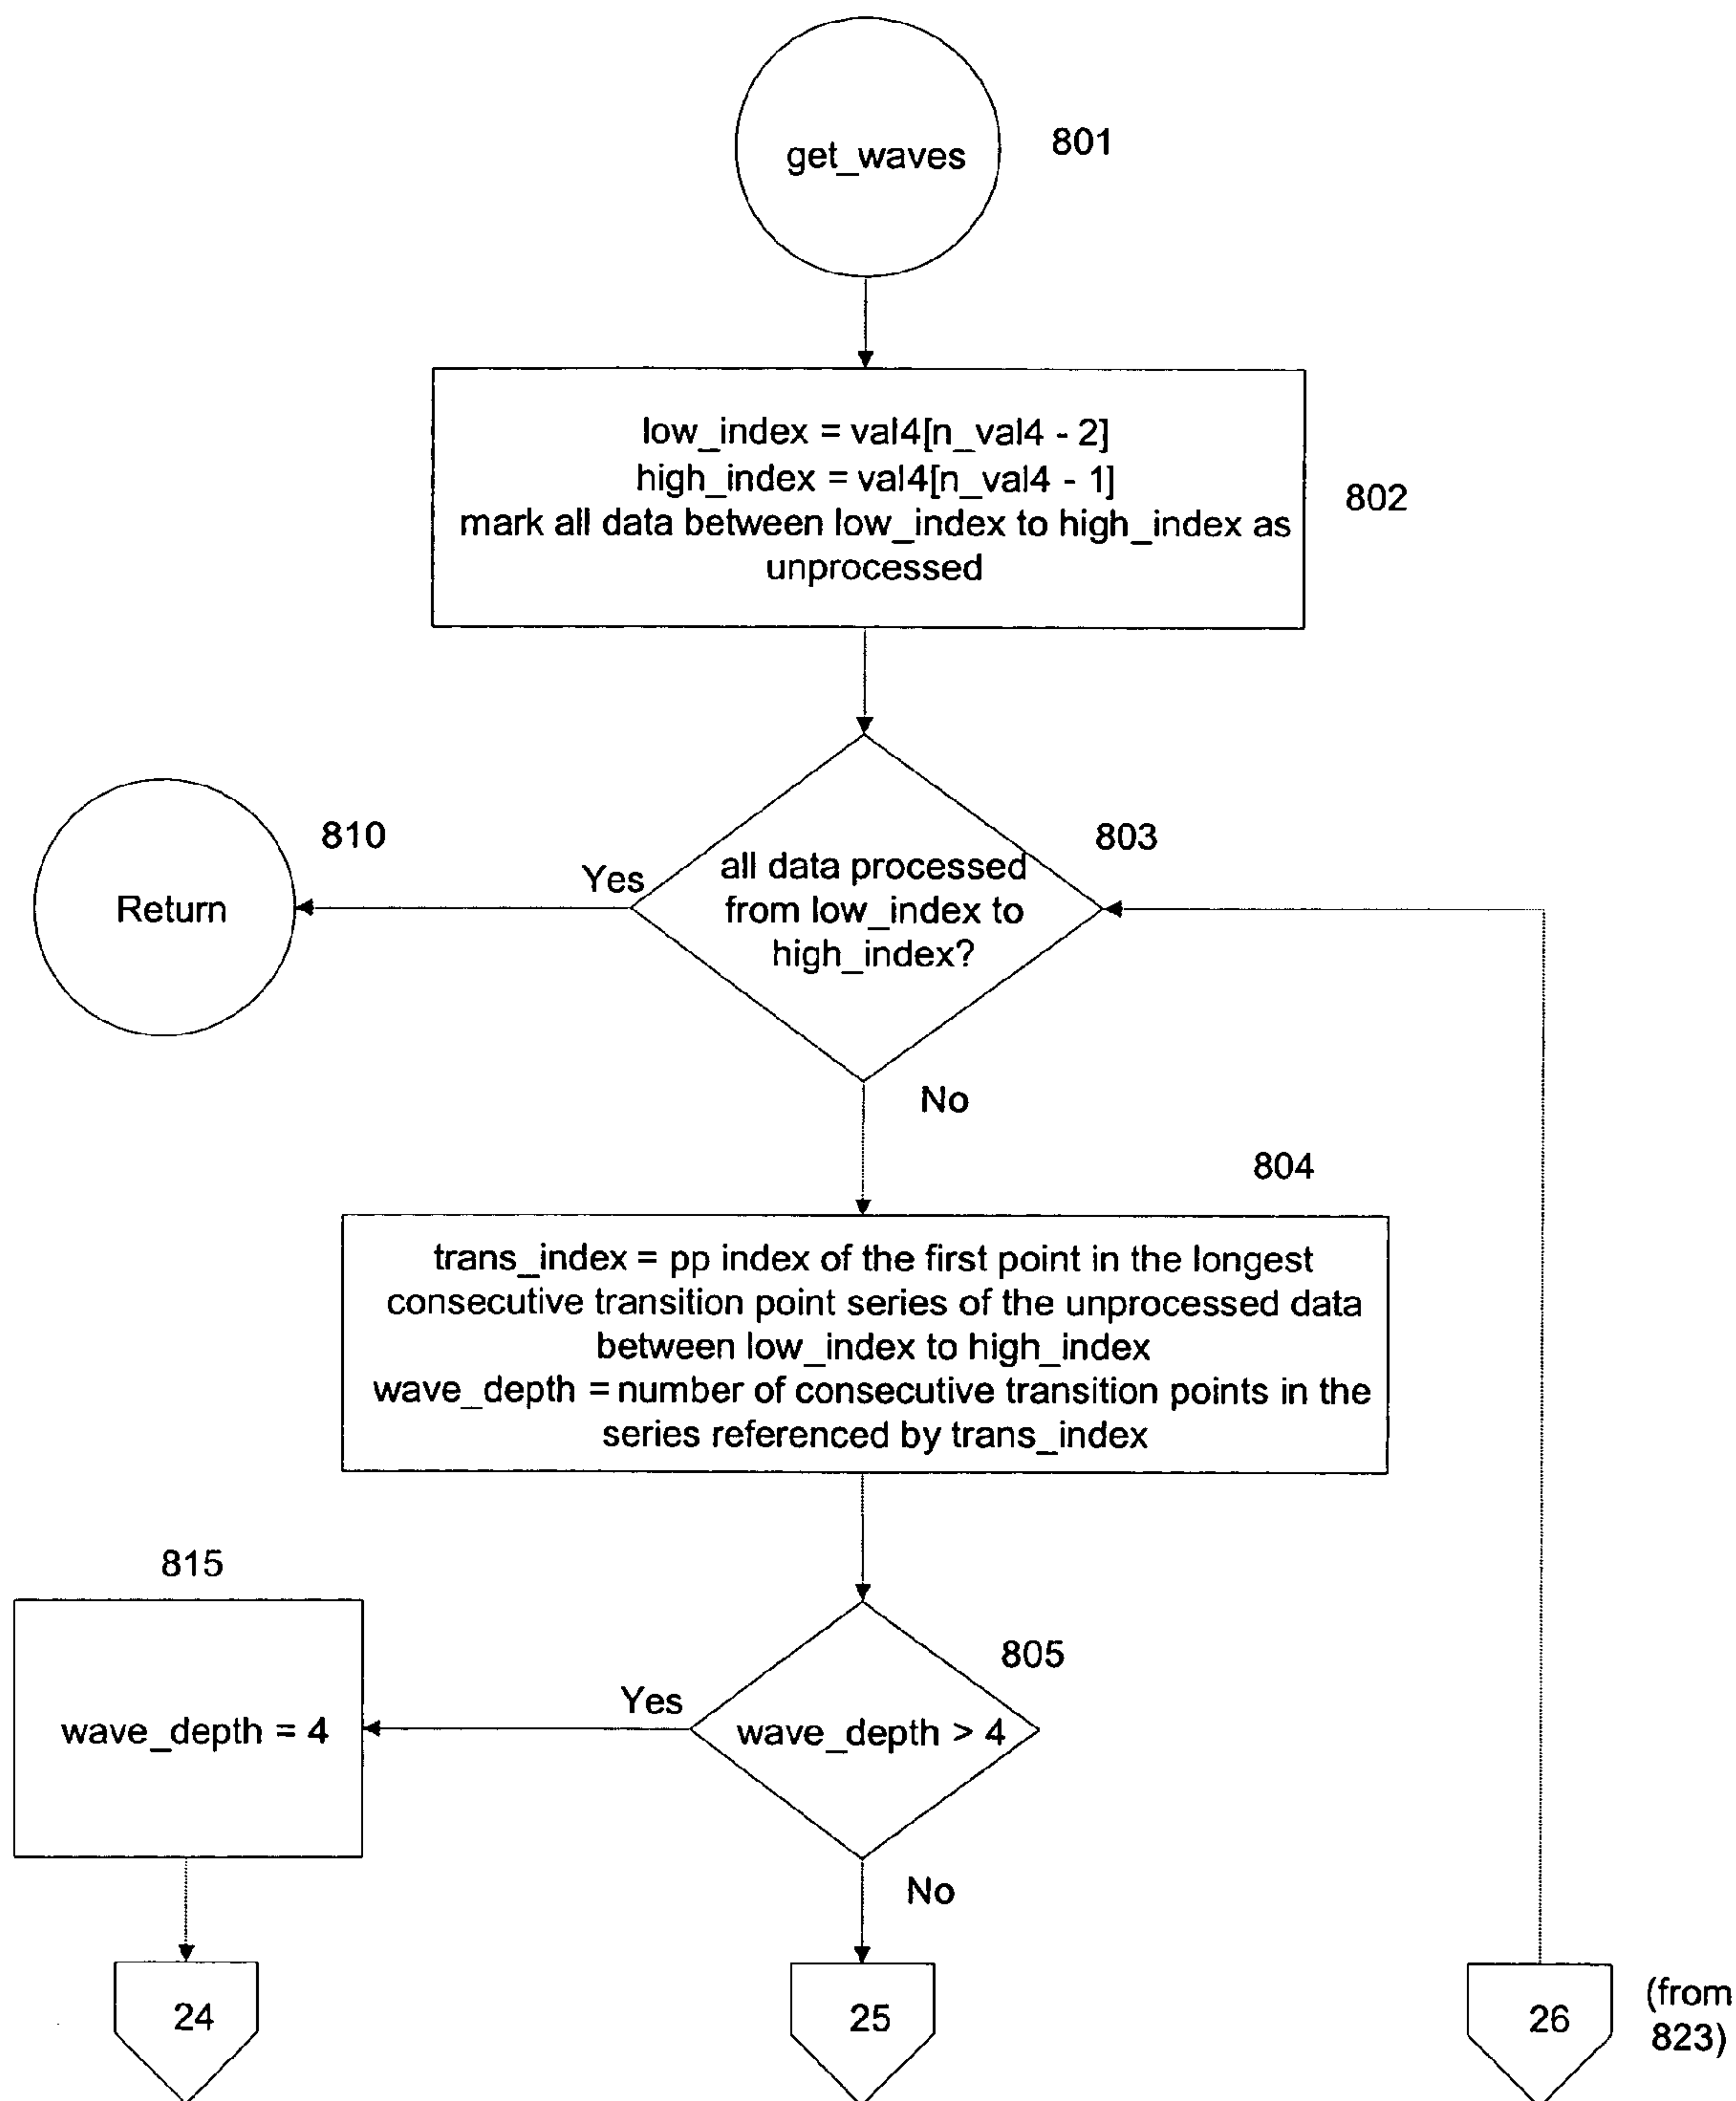 get_waves
801
low_index = val4[n_val4 - 2]
high_index = val4[n_val4 - 1]
mark all data between low_index to high_index as
unprocessed
802
810
Return
Yes
803
all data processed
from low_index to
high_index?
No
804
trans_index = pp index of the first point in the longest
consecutive transition point series of the unprocessed data
between low_index to high_index
wave_depth = number of consecutive transition points in the
series referenced by trans_index
815
wave_depth = 4
Yes
805
wave_depth > 4
No
24
25
26
(from
823)